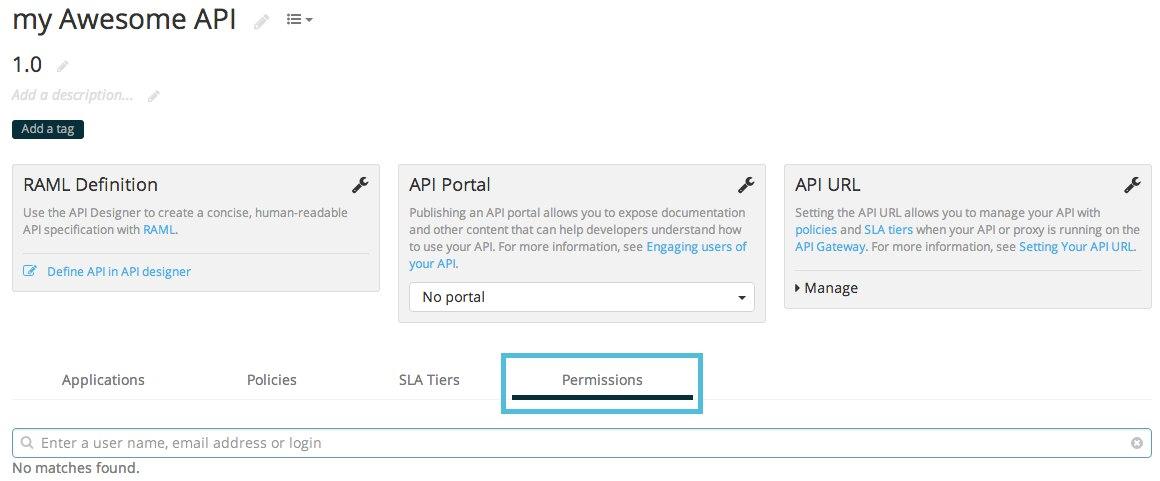 my Awesome API
1.0
Add a description...
Add a tag
RAML Definition
Use the API Designer to create a concise, human-readable
API specification with RAML.
Define API in API designer
API Portal
Publishing an API portal allows you to expose documentation
and other content that can help developers understand how
to use your API. For more information, see Engaging users of
your API.
No portal
API URL
Setting the API URL allows you to manage your API with
policies and SLA tiers when your API or proxy is running on the
API Gateway. For more information, see Setting Your API URL.
Manage
Applications Policies SLA Tiers Permissions
Enter a user name, email address or login
No matches found.